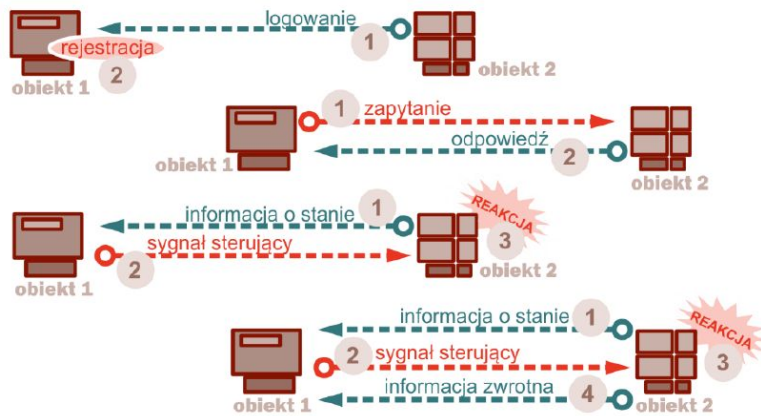 logowanie
1
rejestracja
2
obiekt 1
obiekt 2
1
zapytanie
odpowiedź
2
obiekt 1
obiekt 2
informacja o stanie
1
REAKCJA
3
sygnał sterujący
2
obiekt 1
obiekt 2
informacja o stanie
1
REAKCJA
2
sygnał sterujący
3
informacja zwrotna
4
obiekt 1
obiekt 2